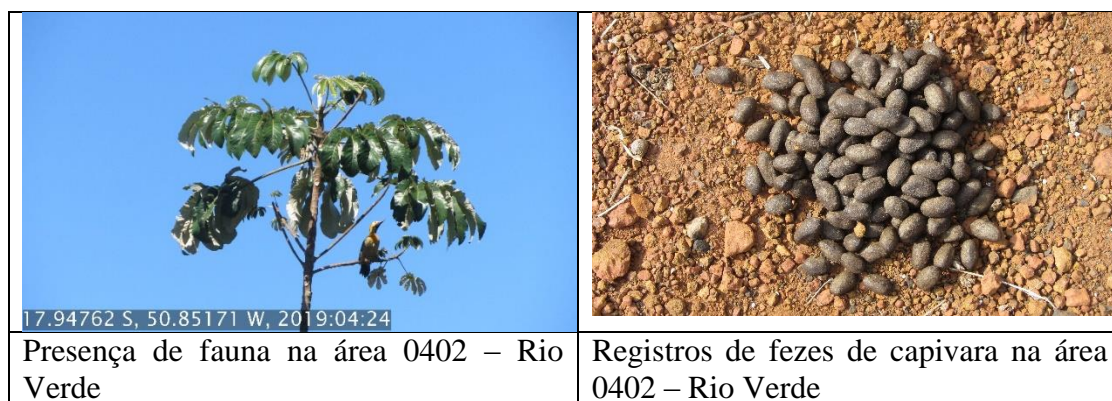 17.94762 S, 50.85171 W, 2019:04:24
Presença de fauna na área 0402 – Rio
Verde
Registros de fezes de capivara na área
0402 – Rio Verde